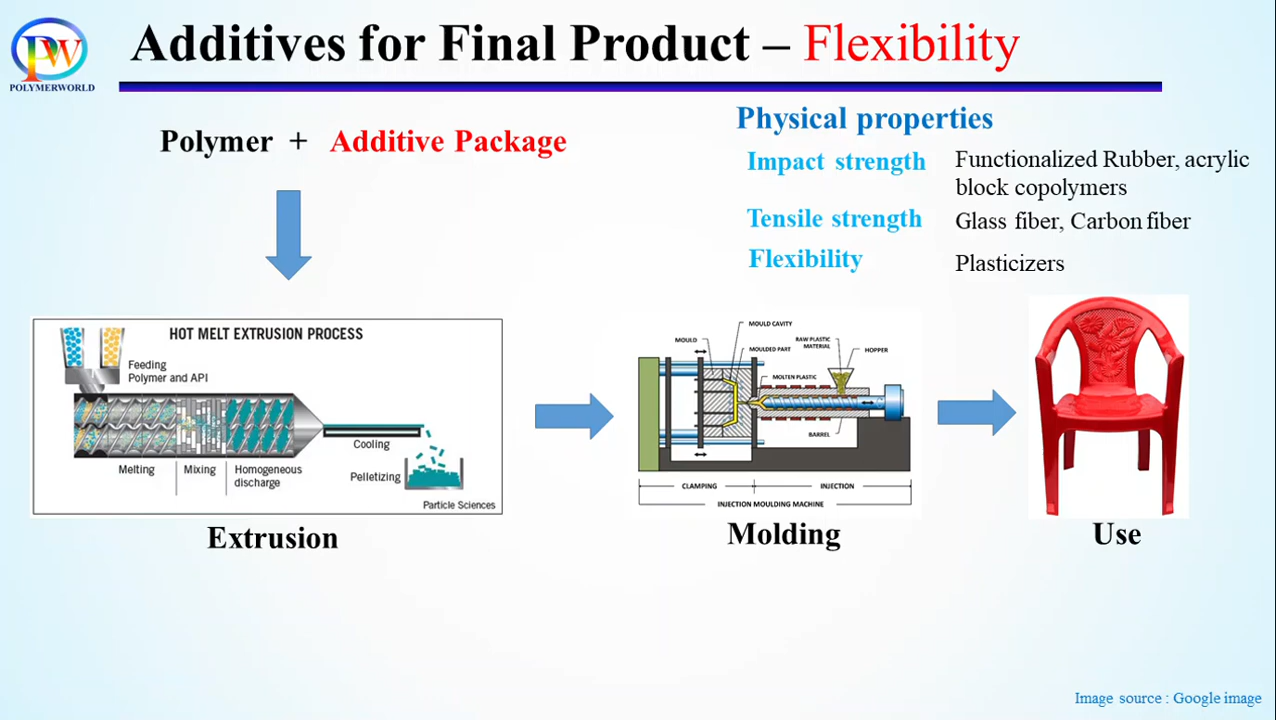 PW
POLYMERWORLD
Additives for Final Product – Flexibility
Polymer + Additive Package
Physical properties
Impact strength
Functionalized Rubber, acrylic
block copolymers
Tensile strength
Glass fiber, Carbon fiber
Flexibility
Plasticizers
HOT MELT EXTRUSION PROCESS
Feeding
Polymer and API
Cooling
Melting
Mixing
Homogeneous
discharge
Pelletizing
Particle Sciences
Extrusion
MOULD CAVITY
MOULD
MOULDED PART
RAW PLASTIC
MATERIAL
HOPPER
MOLTEN PLASTIC
BARREL
CLAMPING
INJECTION
INJECTION MOULDING MACHINE
Molding
Use
Image source : Google image